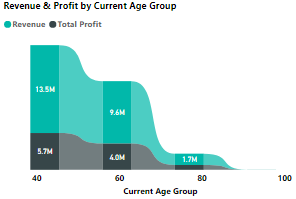 Revenue & Profit by Current Age Group
Revenue Total Profit
13.5M
9.6M
1.7M
5.7M
4.0M
40 60 80 100
Current Age Group